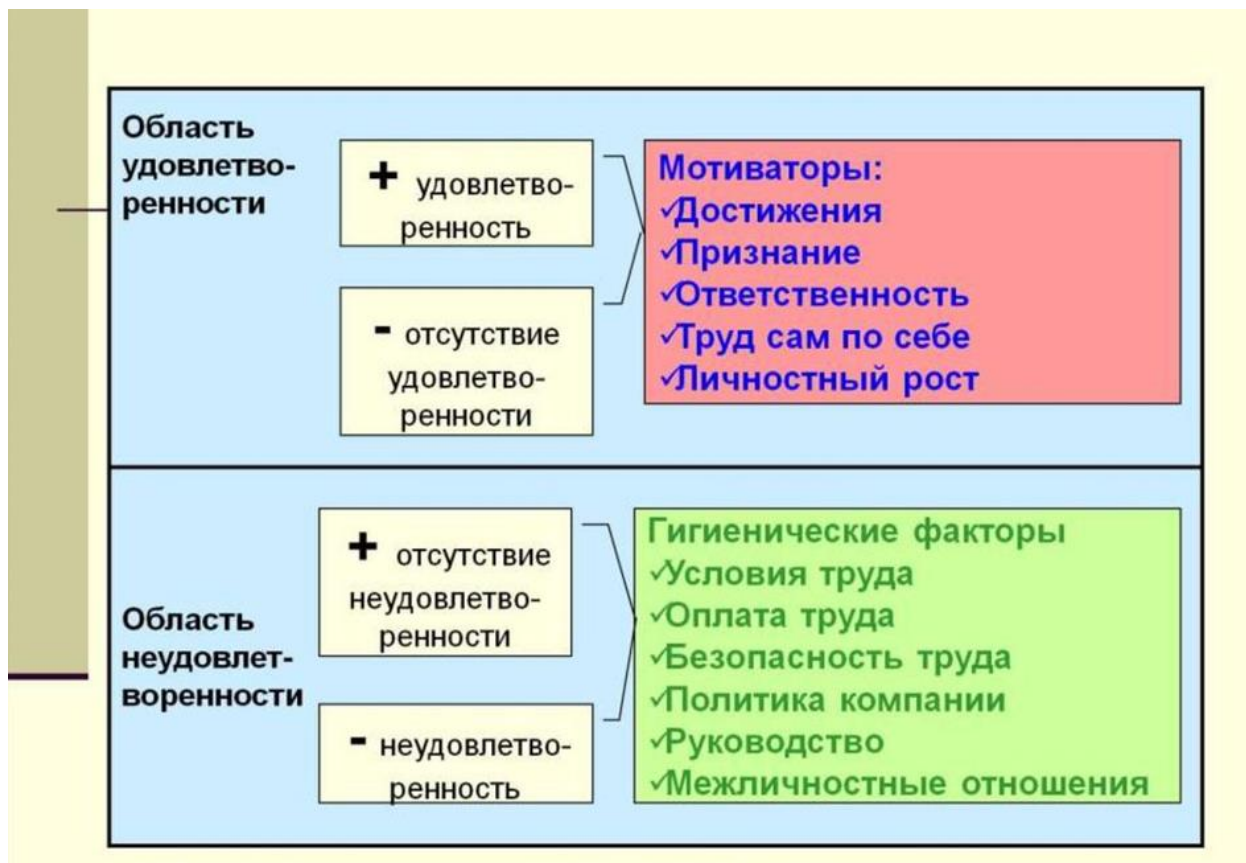 Область
удовлетво-
ренности
+ удовлетво-
ренность
- отсутствие
удовлетво-
ренности
Мотиваторы:
✓Достижения
✓Признание
✓Ответственность
✓Труд сам по себе
✓Личностный рост
Область
неудовлет-
воренности
+ отсутствие
неудовлетво-
ренности
- неудовлетво-
ренность
Гигиенические факторы
✓Условия труда
✓Оплата труда
✓Безопасность труда
✓Политика компании
✓Руководство
✓Межличностные отношения